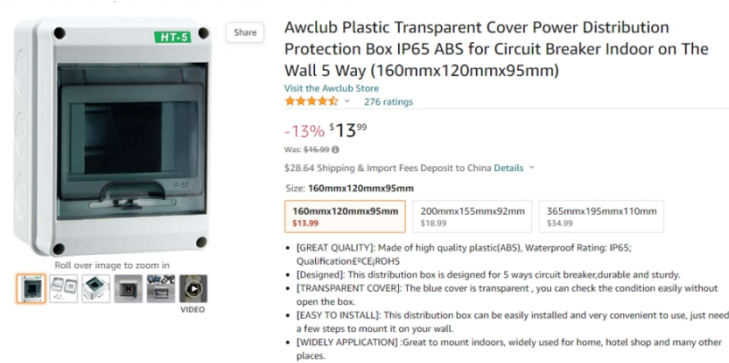 HT-5
Share
Awclub Plastic Transparent Cover Power Distribution
Protection Box IP65 ABS for Circuit Breaker Indoor on The
Wall 5 Way (160mmx120mmx95mm)
Visit the Awclub Store
276 ratings
-13% $13 99
Was: $15.99
$28.64 Shipping & Import Fees Deposit to China Details
Size: 160mmx120mmx95mm
160mmx120mmx95mm 200mmx155mmx92mm 365mmx195mmx110mm
$13.99 $18.99 $34.99
• [GREAT QUALITY]: Made of high quality plastic(ABS), Waterproof Rating: IP65;
Qualification£ºCE¡ROHS
• [Designed]: This distribution box is designed for 5 ways circuit breaker,durable and sturdy.
• [TRANSPARENT COVER]: The blue cover is transparent , you can check the condition easily without
open the box.
• [EASY TO INSTALL]: This distribution box can be easily installed and very convenient to use, just need
a few steps to mount it on your wall.
• [WIDELY APPLICATION] :Great to mount indoors, widely used for home, hotel shop and many other
places.
Roll over image to zoom in
VIDEO